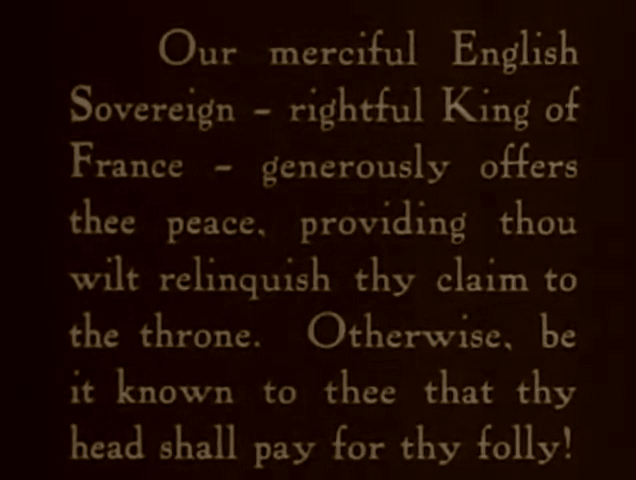 Our merciful English
Sovereign - rightful King of
France - generously offers
thee peace, providing thou
wilt relinquish thy claim to
the throne. Otherwise, be
it known to thee that thy
head shall pay for thy folly!